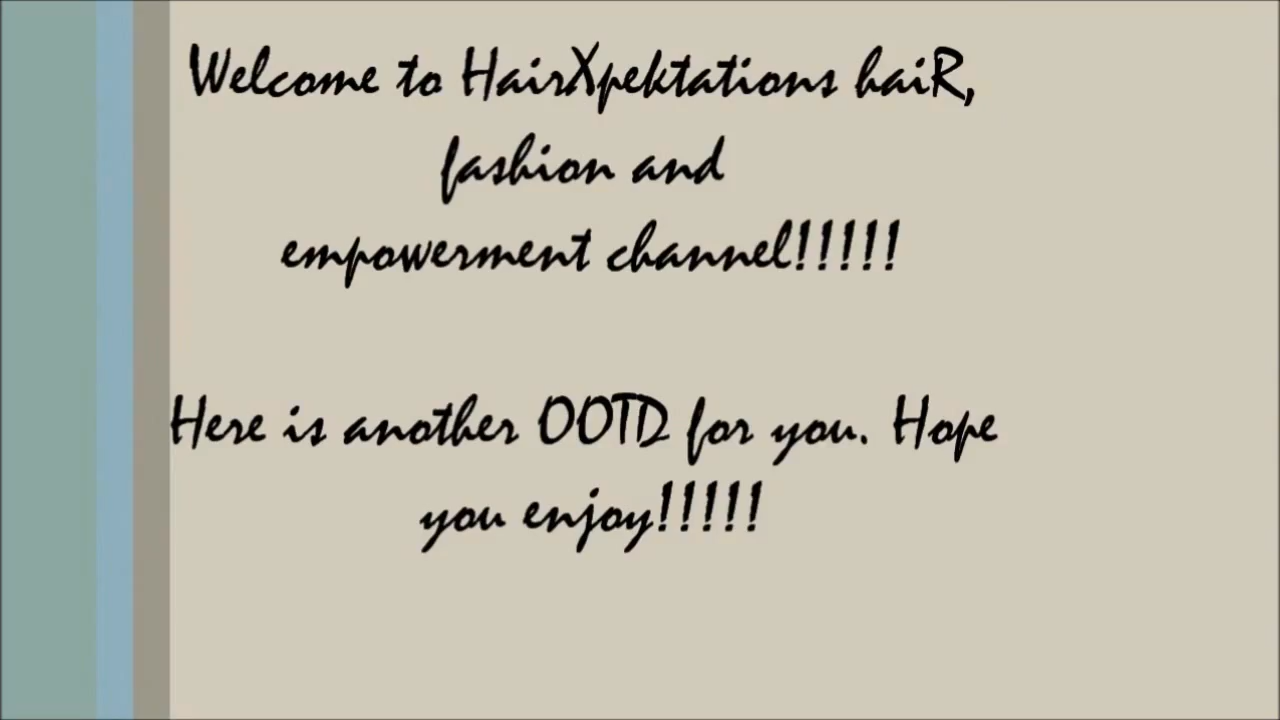 Welcome to HairXpektations haiR,
fashion and
empowerment channel!!!!!
Here is another OOTD for you. Hope
you enjoy!!!!!